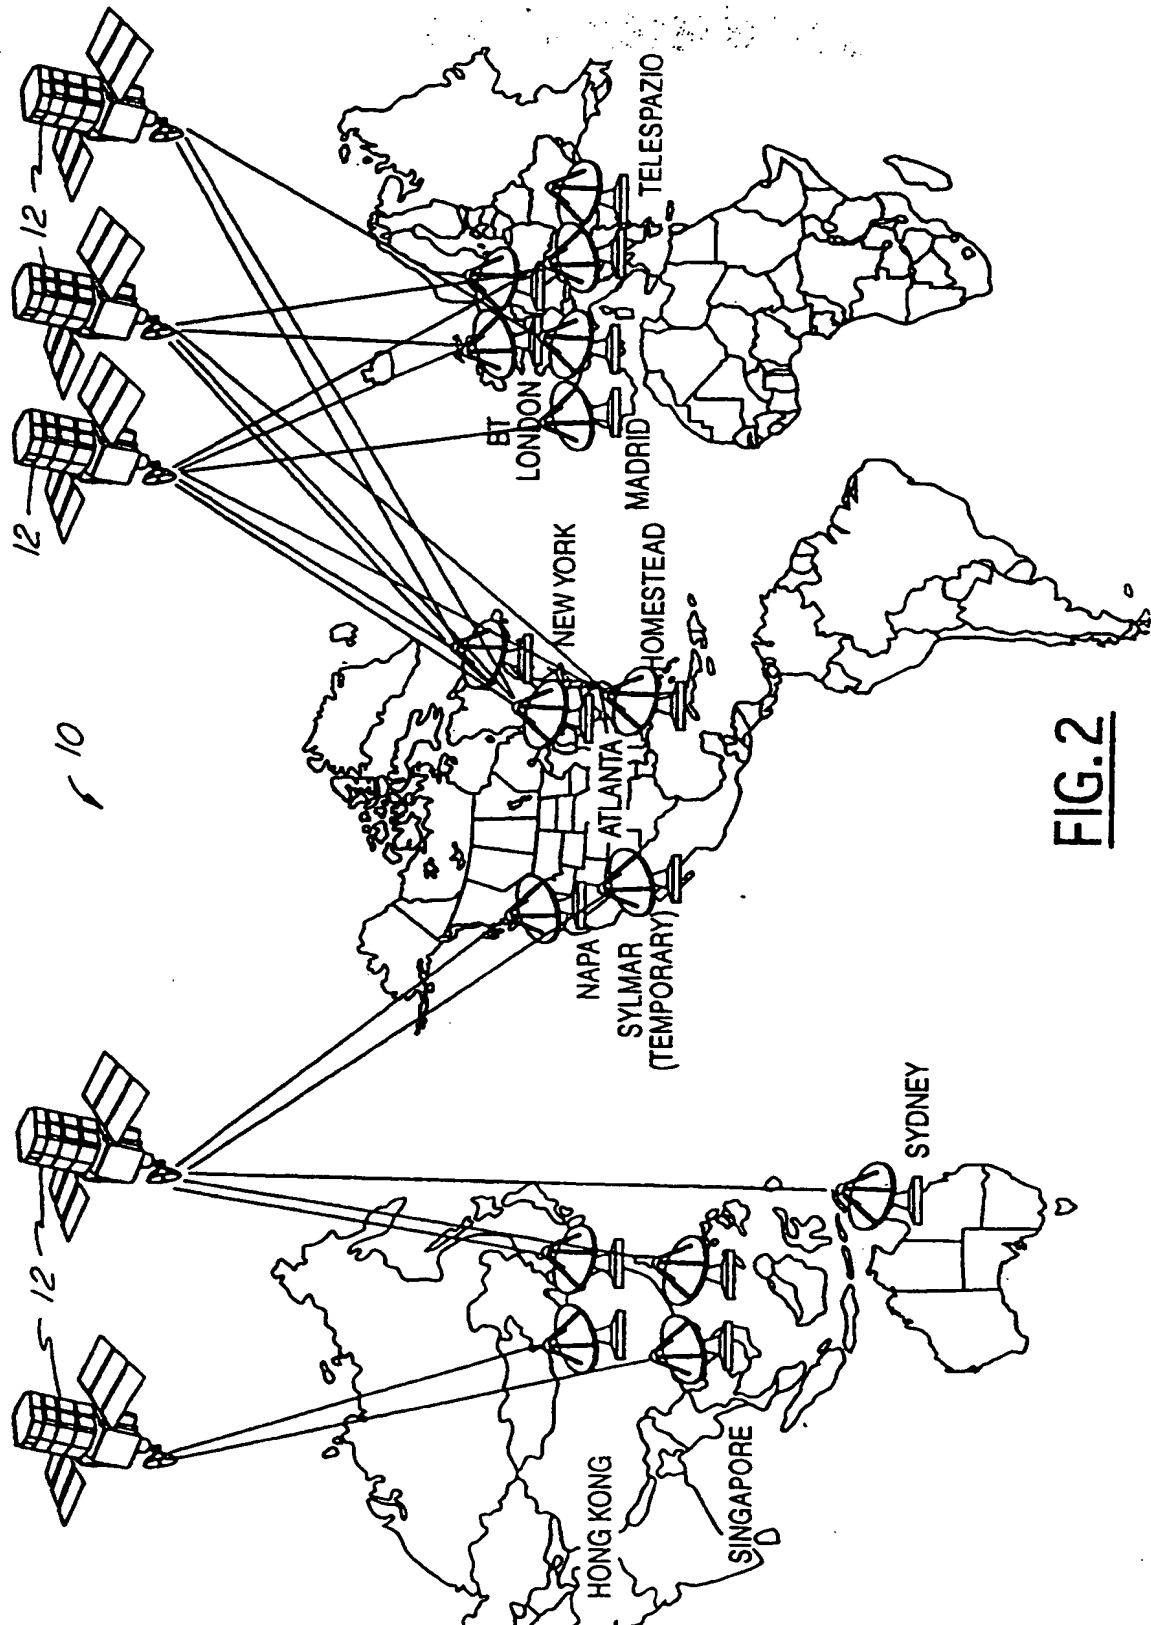 12
12
10
12
12
12
HONG KONG
SINGAPORE
SYDNEY
NAPA
SYLMAR
(TEMPORARY)
ATLANTA
NEW YORK
HOMESTEAD
BT
LONDON
MADRID
TELESPAZIO
FIG.2